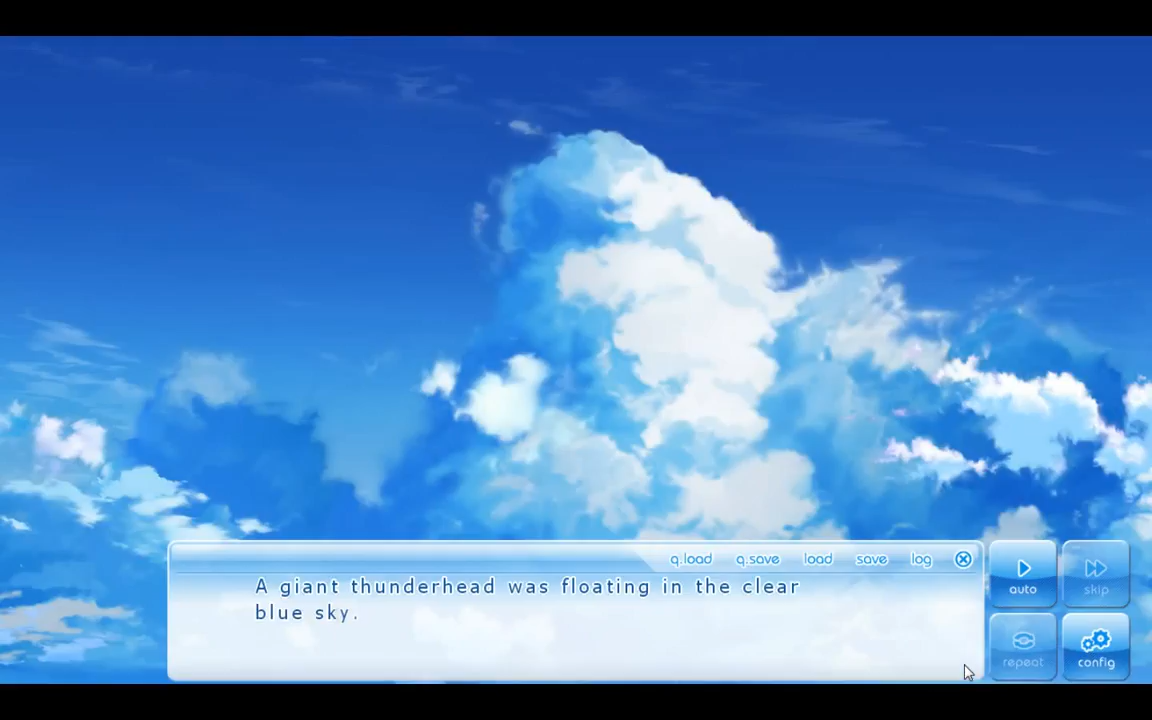 q.load q.save load save log
A giant thunderhead was floating in the clear
blue sky.
auto skip
repeat config